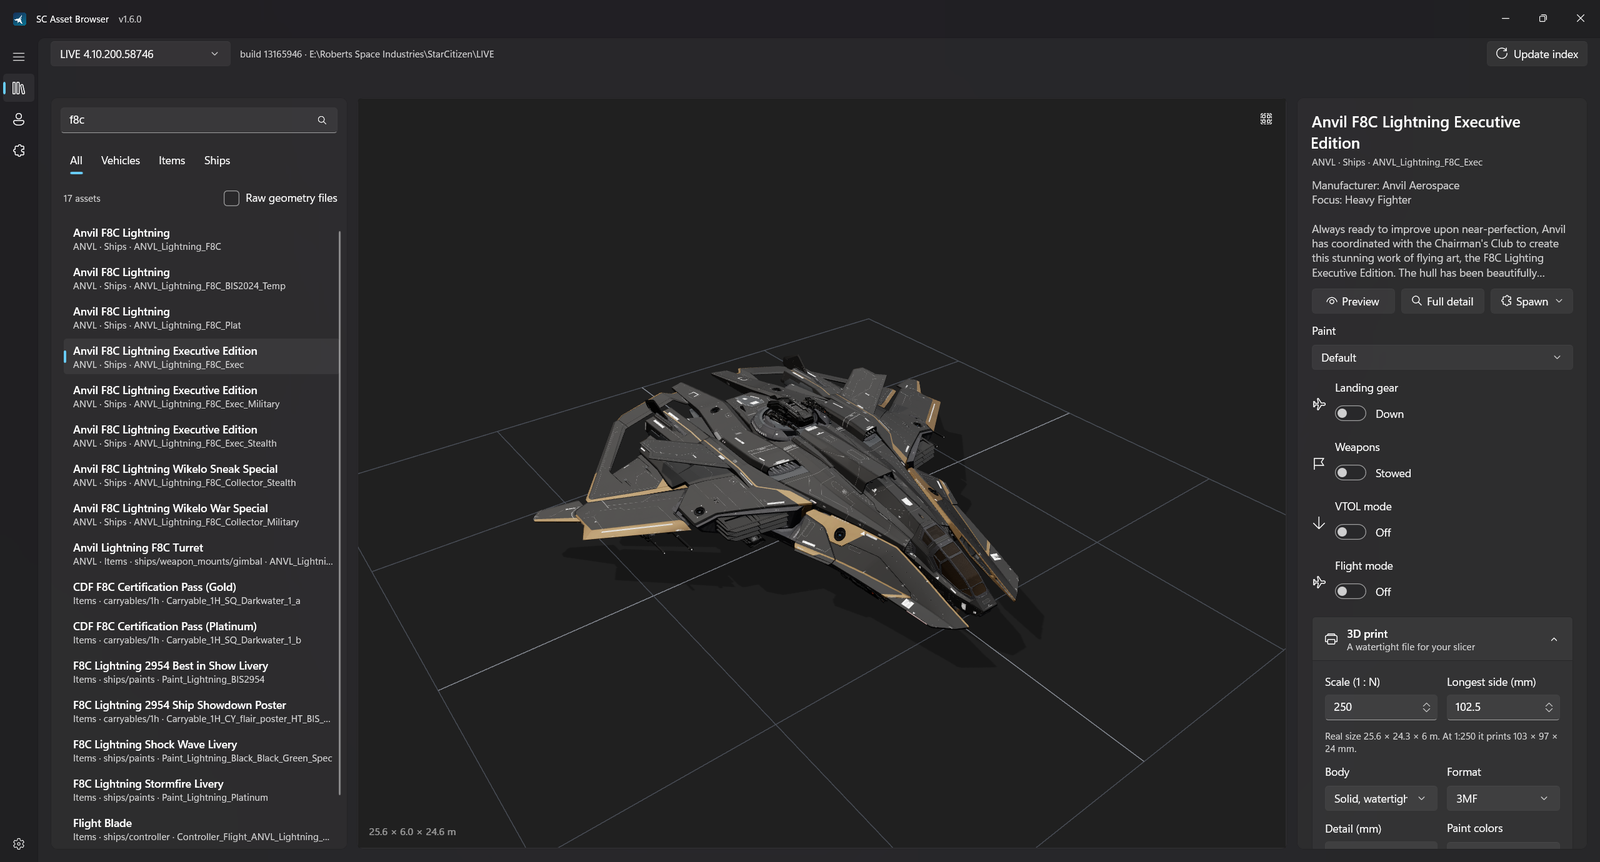 SC Asset Browser v1.6.0
LIVE 4.10.200.58746
build 13165946 · E:\Roberts Space Industries\StarCitizen\LIVE
Update index
f8c
All Vehicles Items Ships
17 assets
Raw geometry files
Anvil F8C Lightning
ANVL · Ships · ANVL_Lightning_F8C
Anvil F8C Lightning
ANVL · Ships · ANVL_Lightning_F8C_BIS2024_Temp
Anvil F8C Lightning
ANVL · Ships · ANVL_Lightning_F8C_Plat
Anvil F8C Lightning Executive Edition
ANVL · Ships · ANVL_Lightning_F8C_Exec
Anvil F8C Lightning Executive Edition
ANVL · Ships · ANVL_Lightning_F8C_Exec_Military
Anvil F8C Lightning Executive Edition
ANVL · Ships · ANVL_Lightning_F8C_Exec_Stealth
Anvil F8C Lightning Wikelo Sneak Special
ANVL · Ships · ANVL_Lightning_F8C_Collector_Stealth
Anvil F8C Lightning Wikelo War Special
ANVL · Ships · ANVL_Lightning_F8C_Collector_Military
Anvil Lightning F8C Turret
ANVL · Items · ships/weapon_mounts/gimbal · ANVL_Lightni...
CDF F8C Certification Pass (Gold)
Items · carryables/1h · Carryable_1H_SQ_Darkwater_1_a
CDF F8C Certification Pass (Platinum)
Items · carryables/1h · Carryable_1H_SQ_Darkwater_1_b
F8C Lightning 2954 Best in Show Livery
Items · ships/paints · Paint_Lightning_BIS2954
F8C Lightning 2954 Ship Showdown Poster
Items · carryables/1h · Carryable_1H_CY_flair_poster_HT_BIS_...
F8C Lightning Shock Wave Livery
Items · ships/paints · Paint_Lightning_Black_Black_Green_Spec
F8C Lightning Stormfire Livery
Items · ships/paints · Paint_Lightning_Platinum
Flight Blade
Items · ships/controller · Controller_Flight_ANVL_Lightning_...
25.6 × 6.0 × 24.6 m
Anvil F8C Lightning Executive
Edition
ANVL · Ships · ANVL_Lightning_F8C_Exec
Manufacturer: Anvil Aerospace
Focus: Heavy Fighter
Always ready to improve upon near-perfection, Anvil
has coordinated with the Chairman's Club to create
this stunning work of flying art, the F8C Lighting
Executive Edition. The hull has been beautifully...
Preview Full detail Spawn
Paint
Default
Landing gear
Down
Weapons
Stowed
VTOL mode
Off
Flight mode
Off
3D print
A watertight file for your slicer
Scale (1 : N) Longest side (mm)
250 102.5
Real size 25.6 × 24.3 × 6 m. At 1:250 it prints 103 × 97 ×
24 mm.
Body Format
Solid, watertigh 3MF
Detail (mm) Paint colors